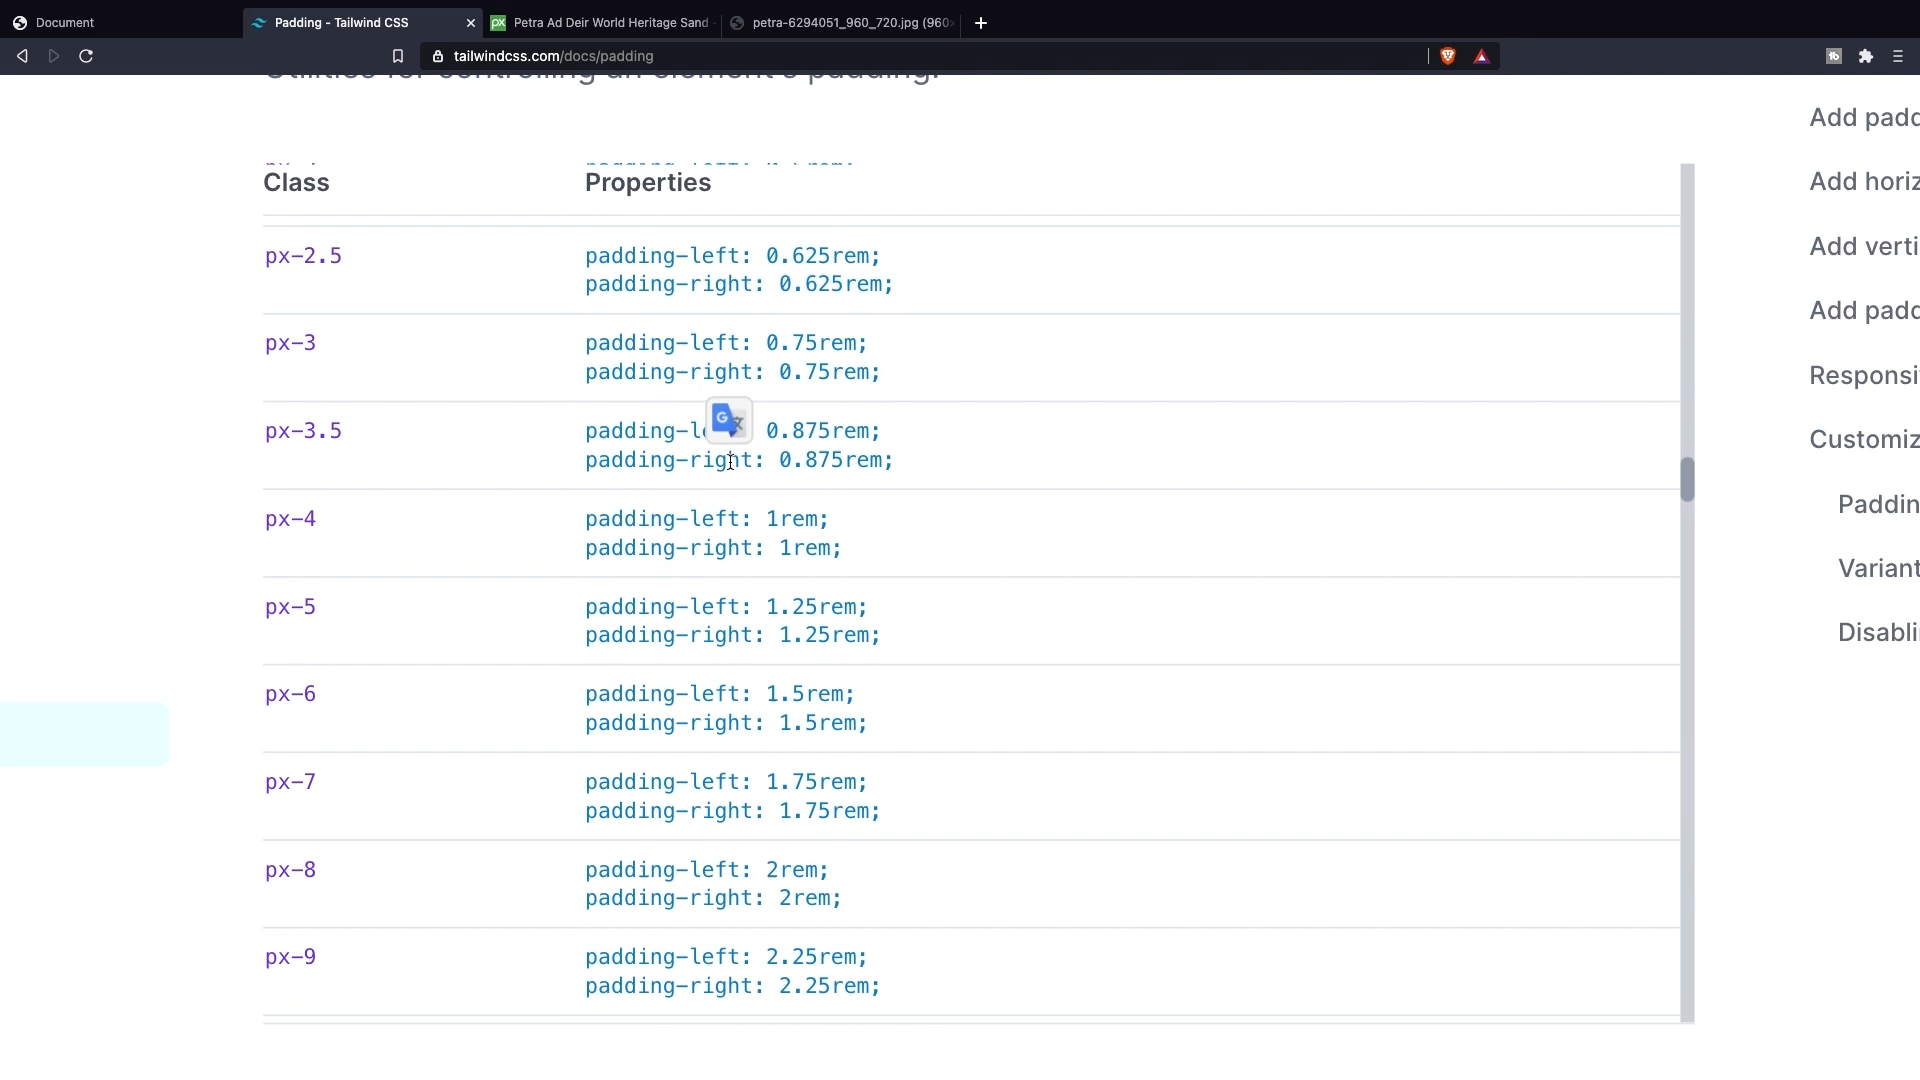 Document
Padding - Tailwind CSS
Petra Ad Deir World Heritage Sand
petra-6294051_960_720.jpg (960
tailwindcss.com/docs/padding
Utilities for controlling an element's padding.
Class Properties
px-2.5 padding-left: 0.625rem;
padding-right: 0.625rem;
px-3 padding-left: 0.75rem;
padding-right: 0.75rem;
px-3.5 padding-l 0.875rem;
padding-right: 0.875rem;
px-4 padding-left: 1rem;
padding-right: 1rem;
px-5 padding-left: 1.25rem;
padding-right: 1.25rem;
px-6 padding-left: 1.5rem;
padding-right: 1.5rem;
px-7 padding-left: 1.75rem;
padding-right: 1.75rem;
px-8 padding-left: 2rem;
padding-right: 2rem;
px-9 padding-left: 2.25rem;
padding-right: 2.25rem;
Add padd
Add horiz
Add verti
Add padd
Responsi
Customiz
Paddin
Variant
Disabli